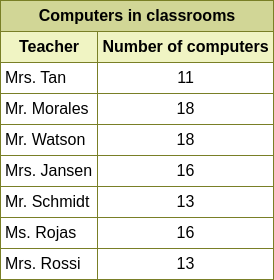 Computers in classrooms
Teacher Number of computers
Mrs. Tan 11
Mr. Morales 18
Mr. Watson 18
Mrs. Jansen 16
Mr. Schmidt 13
Ms. Rojas 16
Mrs. Rossi 13